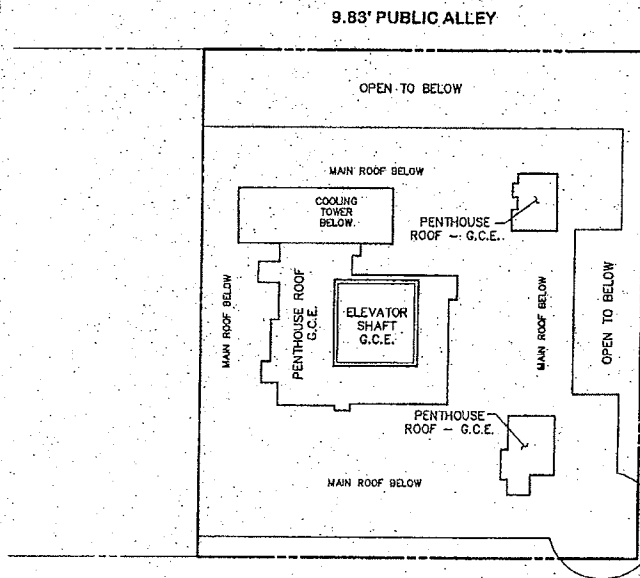 9.83' PUBLIC ALLEY
OPEN TO BELOW
MAIN ROOF BELOW
COOLING
TOWER
BELOW.
PENTHOUSE
ROOF - G.C.E.
MAIN ROOF BELOW
PENTHOUSE ROOF
G.C.E.
ELEVATOR
SHAFT
G.C.E.
MAIN ROOF BELOW
OPEN TO BELOW
PENTHOUSE
ROOF - G.C.E.
MAIN ROOF BELOW